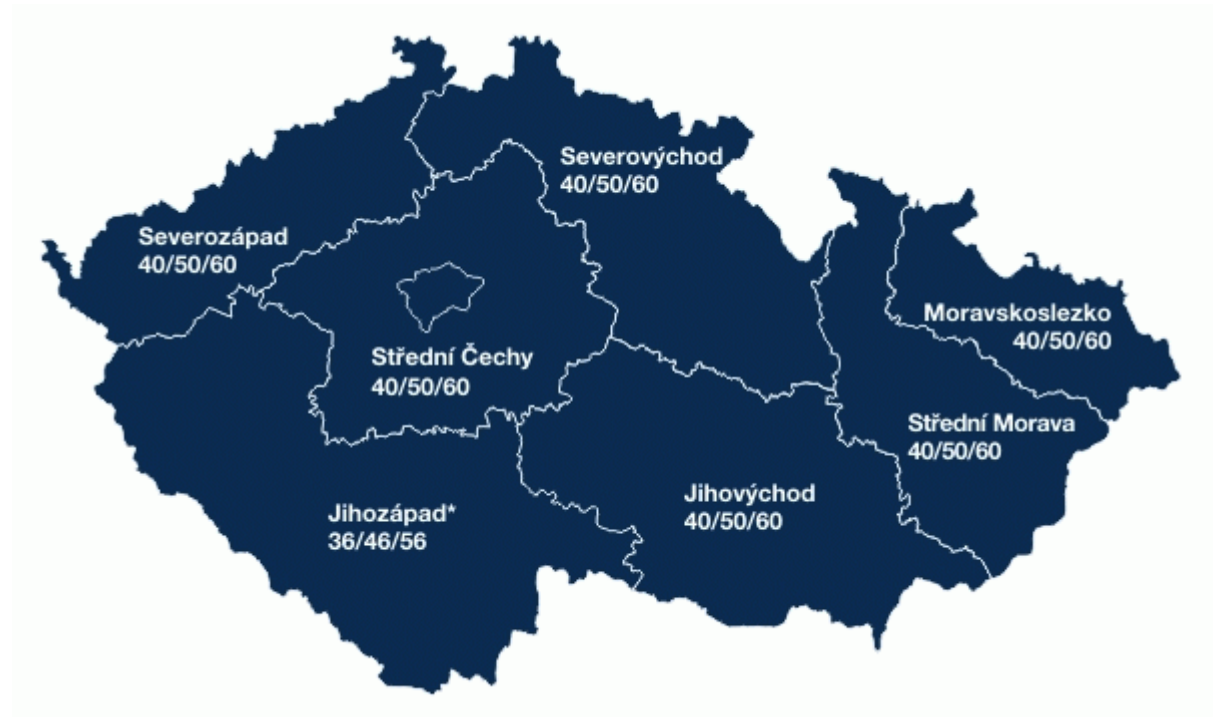 Severovýchod
40/50/60
Severozápad
40/50/60
Moravskoslezko
40/50/60
Střední Čechy
40/50/60
Střední Morava
40/50/60
Jihovýchod
40/50/60
Jihozápad*
36/46/56